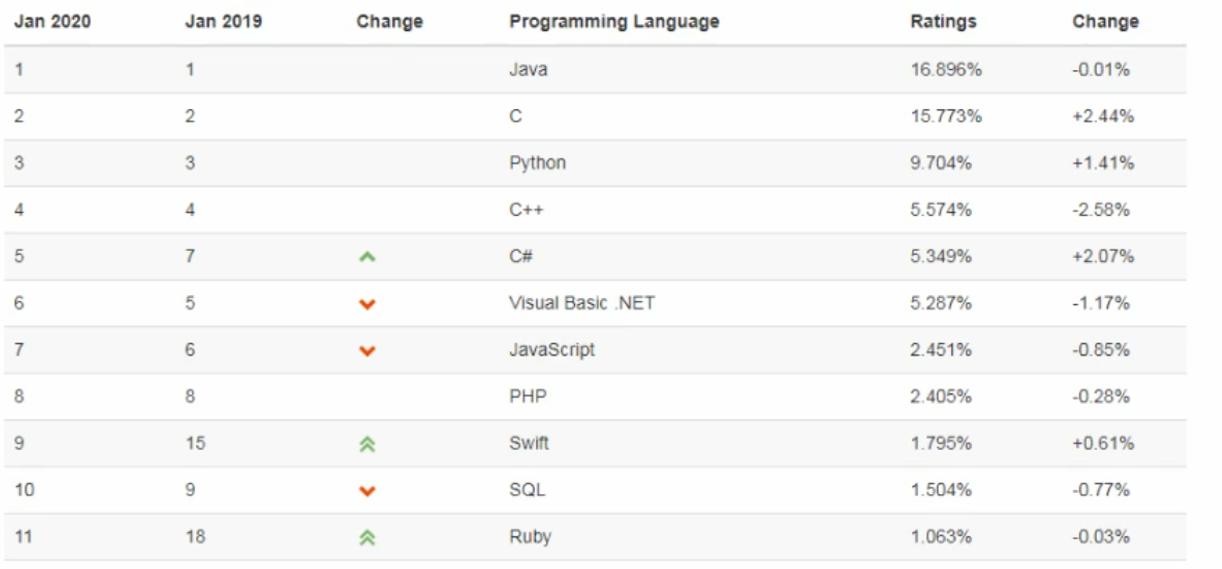 Jan 2020 Jan 2019 Change Programming Language Ratings Change
1 1 Java 16.896% -0.01%
2 2 C 15.773% +2.44%
3 3 Python 9.704% +1.41%
4 4 C++ 5.574% -2.58%
5 7 C# 5.349% +2.07%
6 5 Visual Basic .NET 5.287% -1.17%
7 6 JavaScript 2.451% -0.85%
8 8 PHP 2.405% -0.28%
9 15 Swift 1.795% +0.61%
10 9 SQL 1.504% -0.77%
11 18 Ruby 1.063% -0.03%